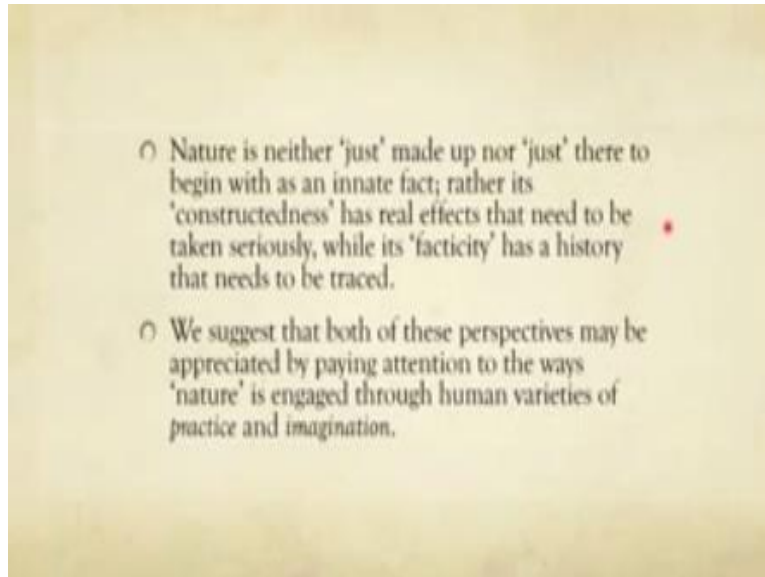 Nature is neither 'just' made up nor 'just' there to
begin with as an innate fact; rather its
'constructedness' has real effects that need to be
taken seriously, while its 'facticity' has a history
that needs to be traced.
We suggest that both of these perspectives may be
appreciated by paying attention to the ways
'nature' is engaged through human varieties of
practice and imagination.